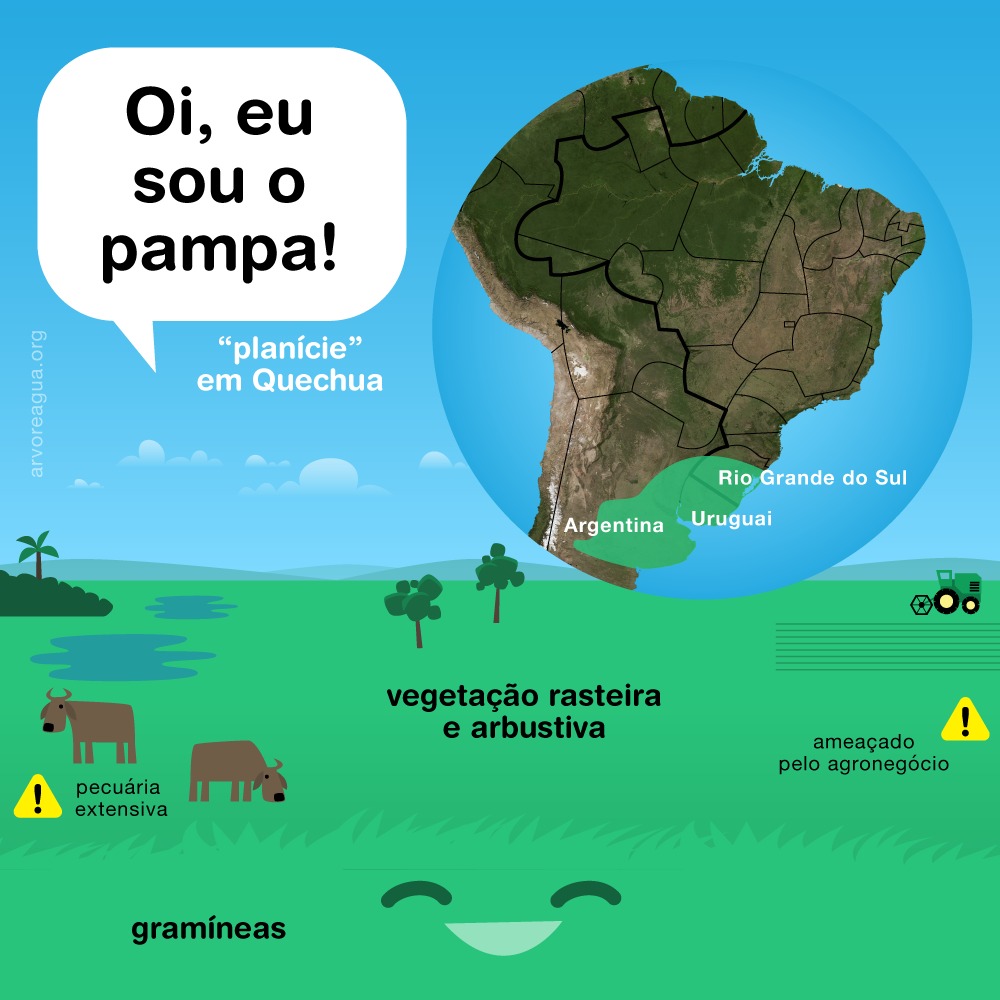 Oi, eu
sou o
pampa!
“planície”
em Quechua
arvoreagua.org
Rio Grande do Sul
Argentina
Uruguai
vegetação rasteira
e arbustiva
ameaçado
pelo agronegócio
pecuária
extensiva
gramíneas